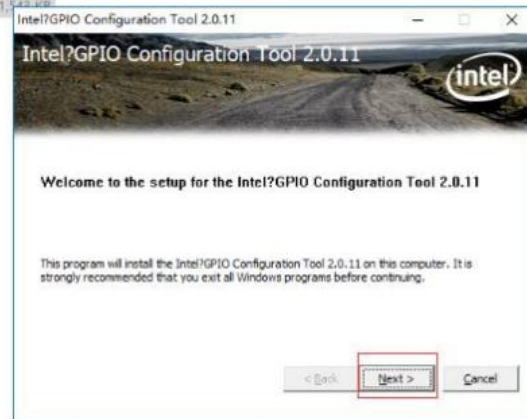 1,543 KB
Intel?GPIO Configuration Tool 2.0.11
Intel?GPIO Configuration Tool 2.0.11
intel
Welcome to the setup for the Intel?GPIO Configuration Tool 2.0.11
This program will install the Intel?GPIO Configuration Tool 2.0.11 on this computer. It is
strongly recommended that you exit all Windows programs before continuing.
< Back
Next >
Cancel